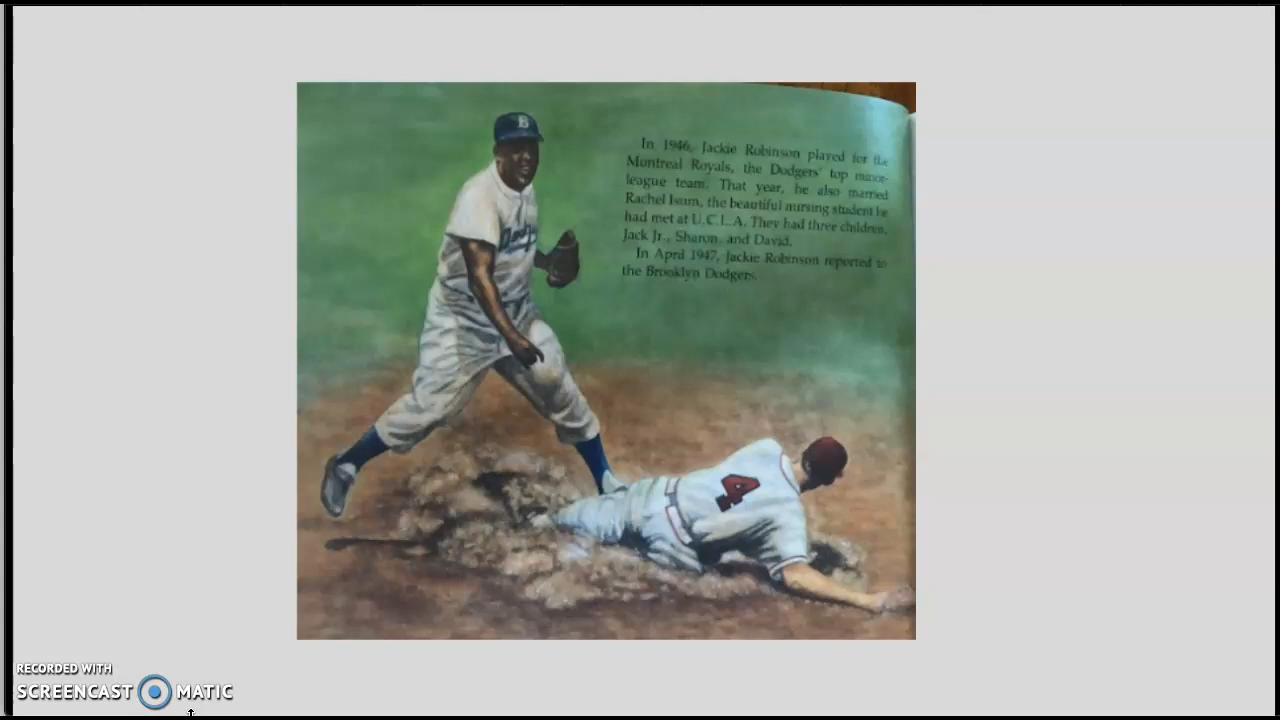 B
In 1946, Jackie Robinson played for the
Montreal Royals, the Dodgers' top minor-
league team. That year, he also married
Rachel Isum, the beautiful nursing student he
had met at U.C.L.A. They had three children,
Jack Jr., Sharon, and David.
In April 1947, Jackie Robinson reported to
the Brooklyn Dodgers.
4
RECORDED WITH
SCREENCAST MATIC